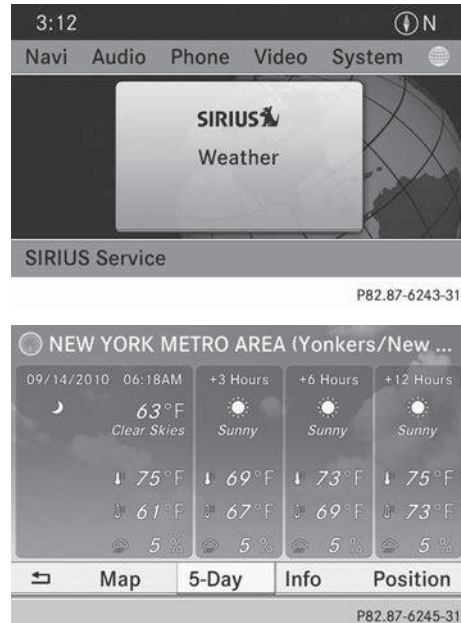 3:12 N
Navi Audio Phone Video System
SIRIUS
Weather
SIRIUS Service
P82.87-6243-31
NEW YORK METRO AREA (Yonkers/New ...
09/14/2010 06:18AM +3 Hours +6 Hours +12 Hours
63°F
Clear Skies Sunny Sunny Sunny
75°F 69°F 73°F 75°F
61°F 67°F 69°F 73°F
5 % 5 % 5 % 5 %
Map 5-Day Info Position
P82.87-6245-31